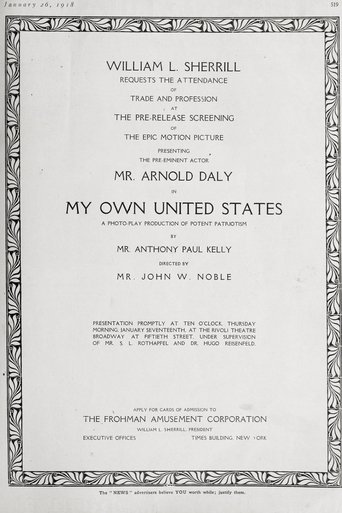 January 26, 1918 519
WILLIAM L. SHERRILL
REQUESTS THE ATTENDANCE
OF
TRADE AND PROFESSION
AT
THE PRE-RELEASE SCREENING
OF
THE EPIC MOTION PICTURE
PRESENTING
THE PRE-EMINENT ACTOR
MR. ARNOLD DALY
IN
MY OWN UNITED STATES
A PHOTO-PLAY PRODUCTION OF POTENT PATRIOTISM
BY
MR. ANTHONY PAUL KELLY
DIRECTED BY
MR. JOHN W. NOBLE
PRESENTATION PROMPTLY AT TEN O'CLOCK, THURSDAY
MORNING, JANUARY SEVENTEENTH, AT THE RIVOLI THEATRE
BROADWAY AT FIFTIETH STREET, UNDER SUPERVISION
OF MR. S. L. ROTHAPFEL AND DR. HUGO REISENFELD.
APPLY FOR CARDS OF ADMISSION TO
THE FROHMAN AMUSEMENT CORPORATION
WILLIAM L. SHERRILL, PRESIDENT
EXECUTIVE OFFICES TIMES BUILDING, NEW YORK
The "NEWS" advertisers believe YOU worth while; justify them.